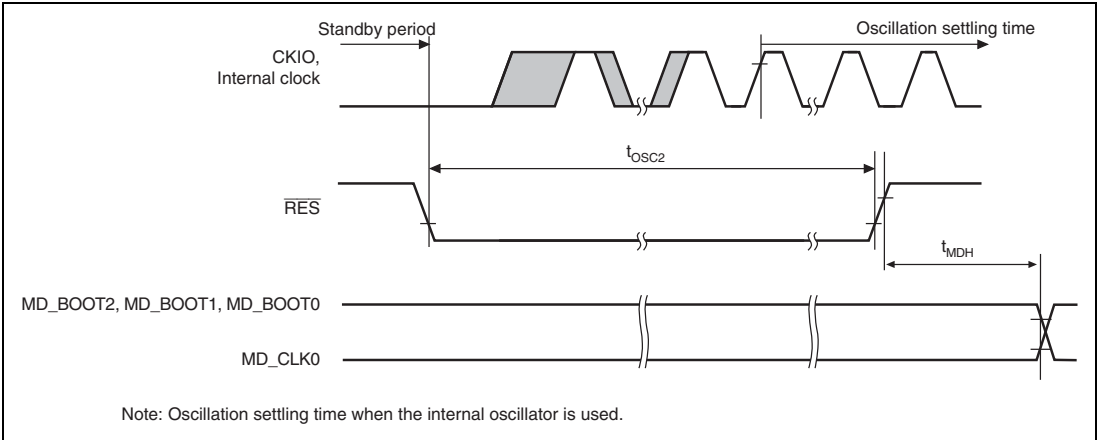 Standby period
Oscillation settling time
CKIO,
Internal clock
tOSC2
RES
tMDH
MD_BOOT2, MD_BOOT1, MD_BOOT0
MD_CLK0
Note: Oscillation settling time when the internal oscillator is used.